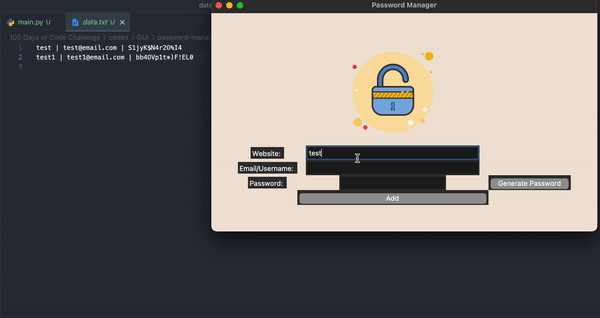 data
Password Manager
main.py U
data.txt U
100 Days of Code Challenge > codes > GUI > password-mana
1 test | test@email.com | S1jyK$N4r2O%I4
2 test1 | test1@email.com | bb4OVp1t*)F!EL0
3
Website: test
Email/Username:
Password: Generate Password
Add